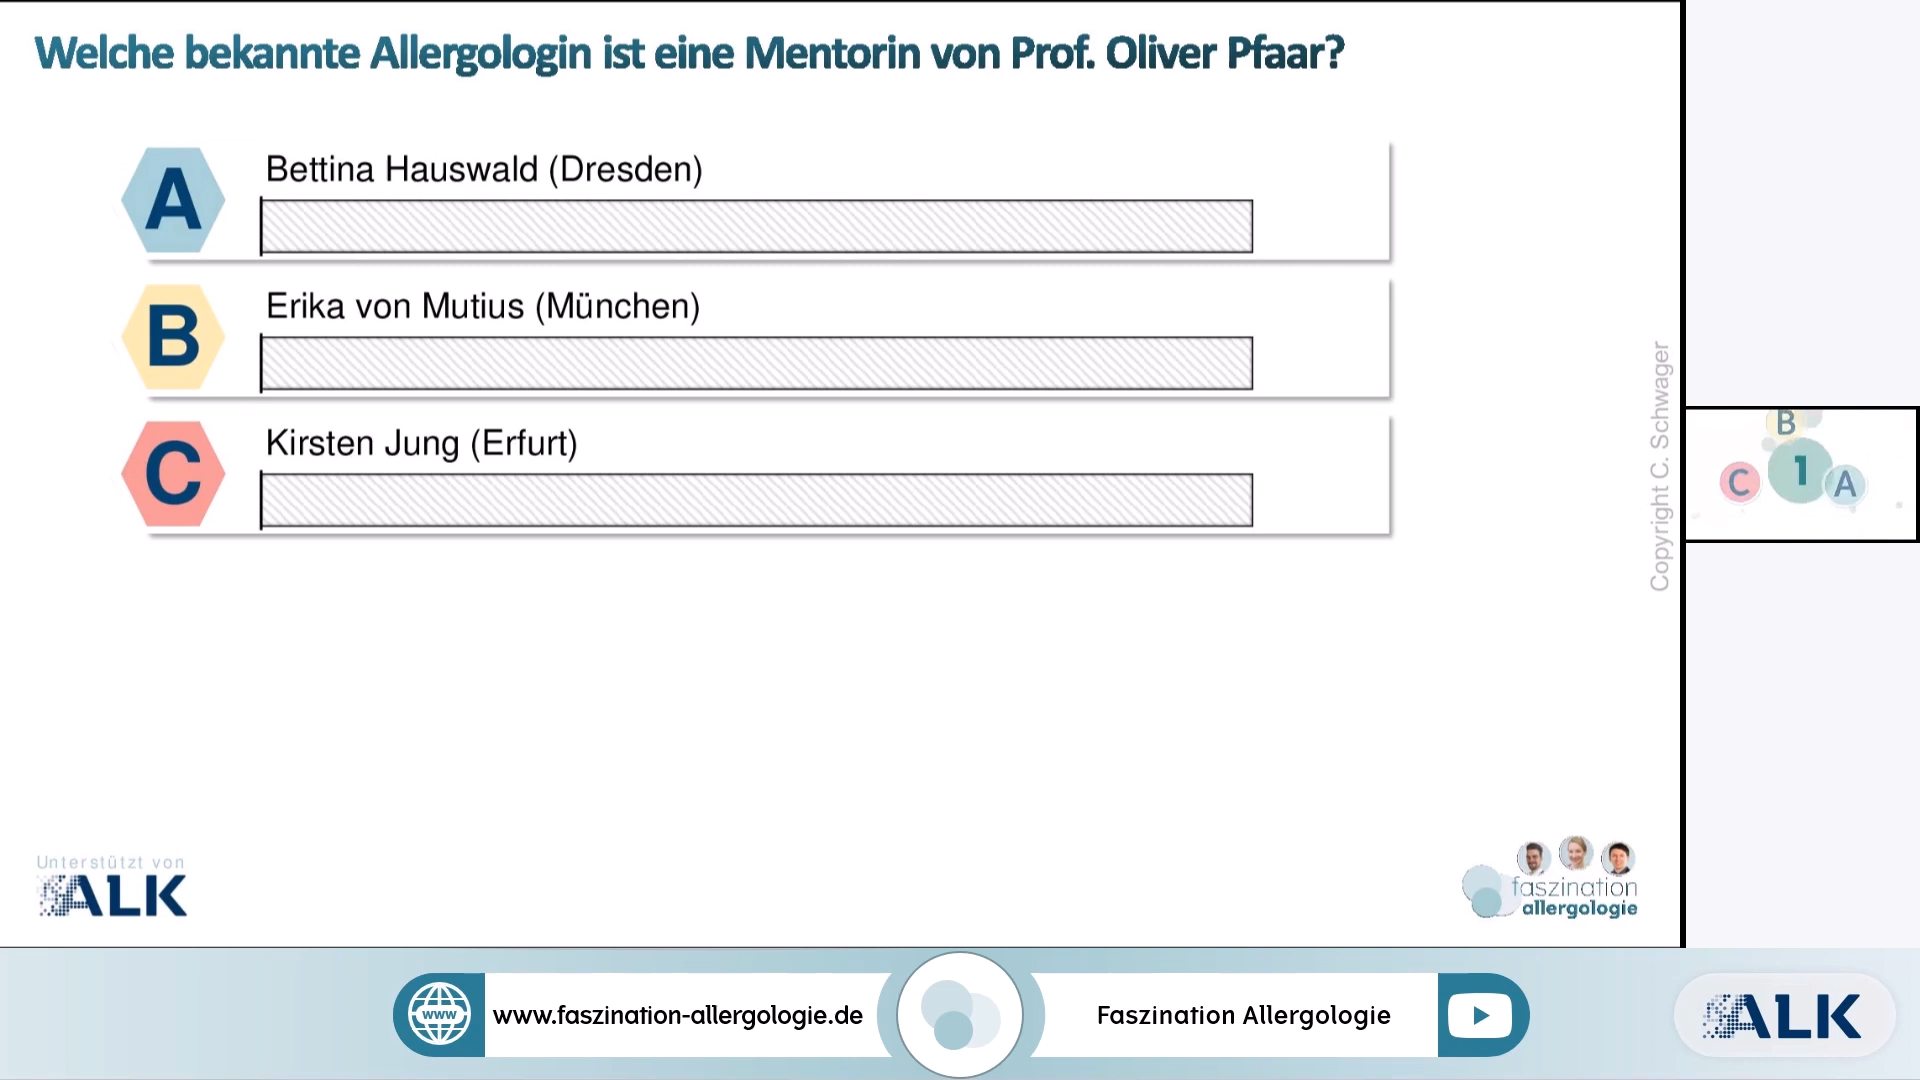 Welche bekannte Allergologin ist eine Mentorin von Prof. Oliver Pfaar?
A
Bettina Hauswald (Dresden)
B
Erika von Mutius (München)
C
Kirsten Jung (Erfurt)
Copyright C. Schwager
B
C
1
A
Unterstützt von
ALK
faszination
allergologie
www
www.faszination-allergologie.de
Faszination Allergologie
ALK